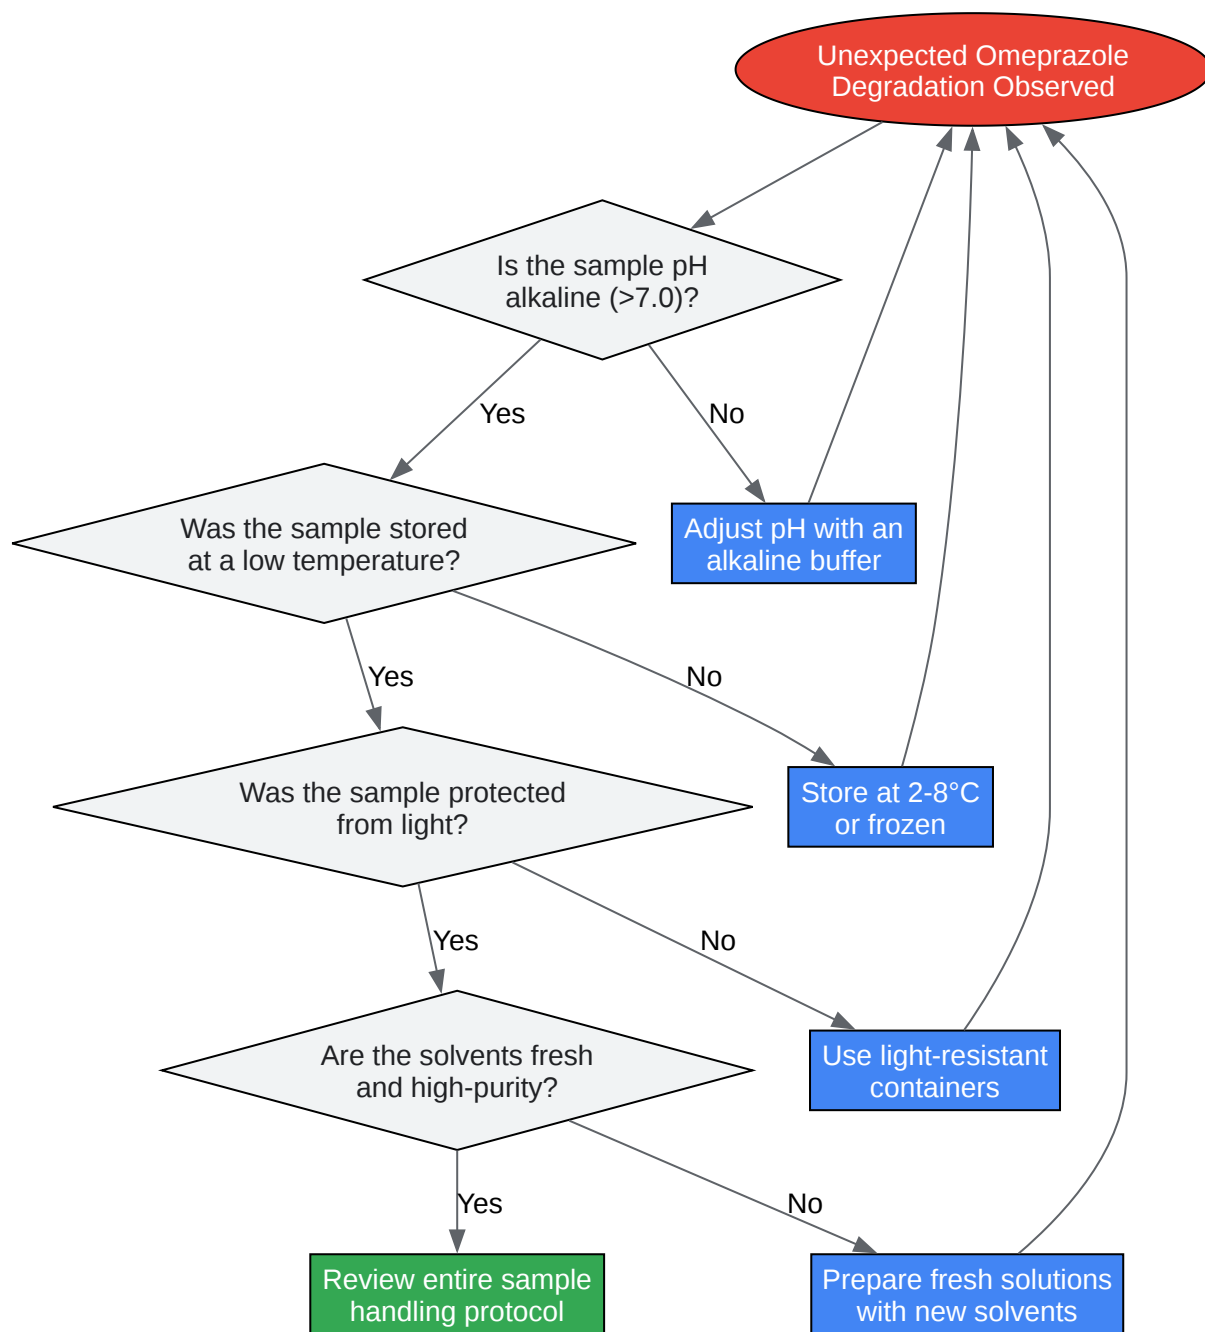 Unexpected Omeprazole
Degradation Observed
Is the sample pH
alkaline (>7.0)?
Yes
No
Was the sample stored
at a low temperature?
Adjust pH with an
alkaline buffer
Yes
No
Was the sample protected
from light?
Store at 2-8°C
or frozen
Yes
No
Are the solvents fresh
and high-purity?
Use light-resistant
containers
Yes
No
Review entire sample
handling protocol
Prepare fresh solutions
with new solvents